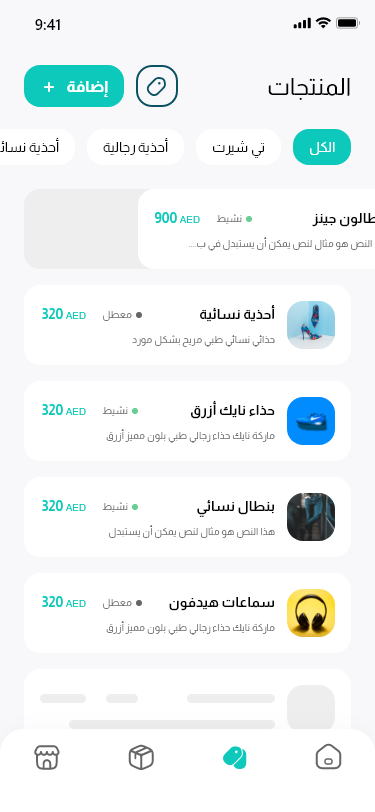 9:41
المنتجات
إضافة +
الكل
تي شيرت
أحذية رجالية
أحذية نسائ
طالون جينز
نشيط
900 AED
النص هو مثال لنص يمكن أن يستبدل في ب...
أحذية نسائية
معطل
320 AED
حذائي نسائي طبي مريح بشكل مورد
حذاء نايك أزرق
نشيط
320 AED
ماركة نايك حذاء رجالي طبي بلون مميز أزرق
بنطال نسائي
نشيط
320 AED
هذا النص هو مثال لنص يمكن أن يستبدل
سماعات هيدفون
معطل
320 AED
ماركة نايك حذاء رجالي طبي بلون مميز أزرق